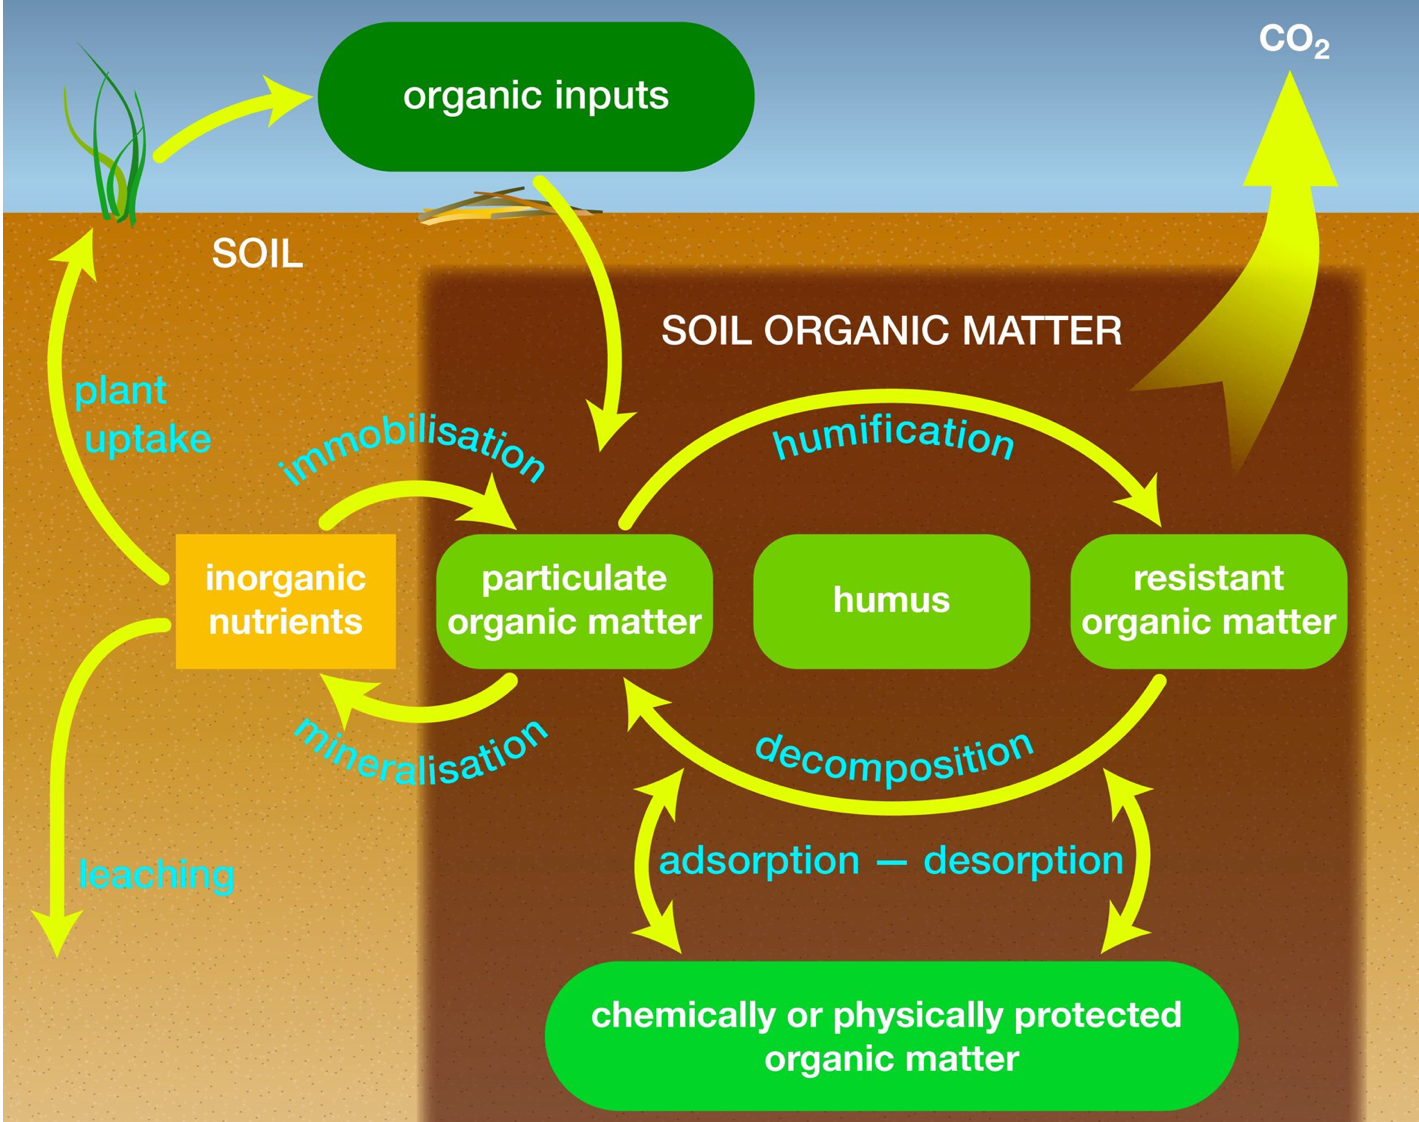 CO₂
organic inputs
SOIL
SOIL ORGANIC MATTER
plant
uptake
immobilisation
humification
inorganic
nutrients
particulate
organic matter
humus
resistant
organic matter
mineralisation
decomposition
leaching
adsorption — desorption
chemically or physically protected
organic matter